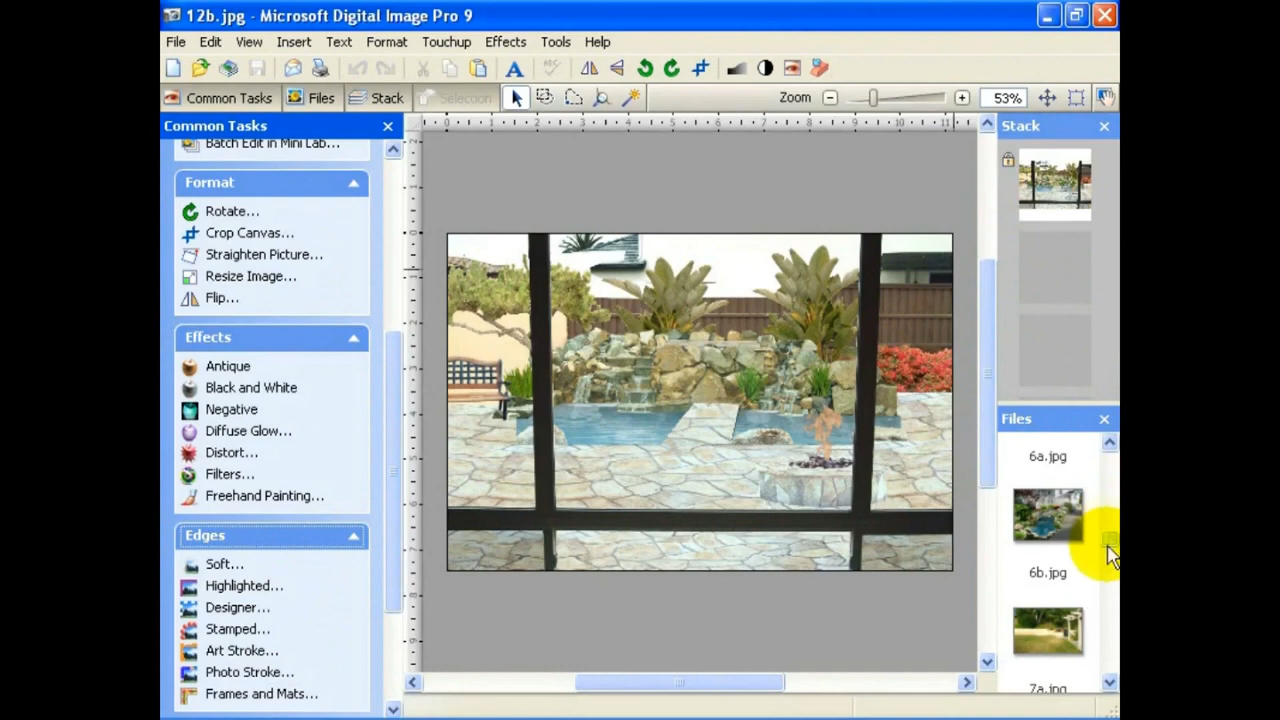 12b.jpg - Microsoft Digital Image Pro 9
File Edit View Insert Text Format Touchup Effects Tools Help
Common Tasks Files Stack Selection Zoom 53%
Common Tasks
Batch Edit in Mini Lab...
Format
Rotate...
Crop Canvas...
Straighten Picture...
Resize Image...
Flip...
Effects
Antique
Black and White
Negative
Diffuse Glow...
Distort...
Filters...
Freehand Painting...
Edges
Soft...
Highlighted...
Designer...
Stamped...
Art Stroke...
Photo Stroke...
Frames and Mats...
Stack
Files
6a.jpg
6b.jpg
7a.jpg